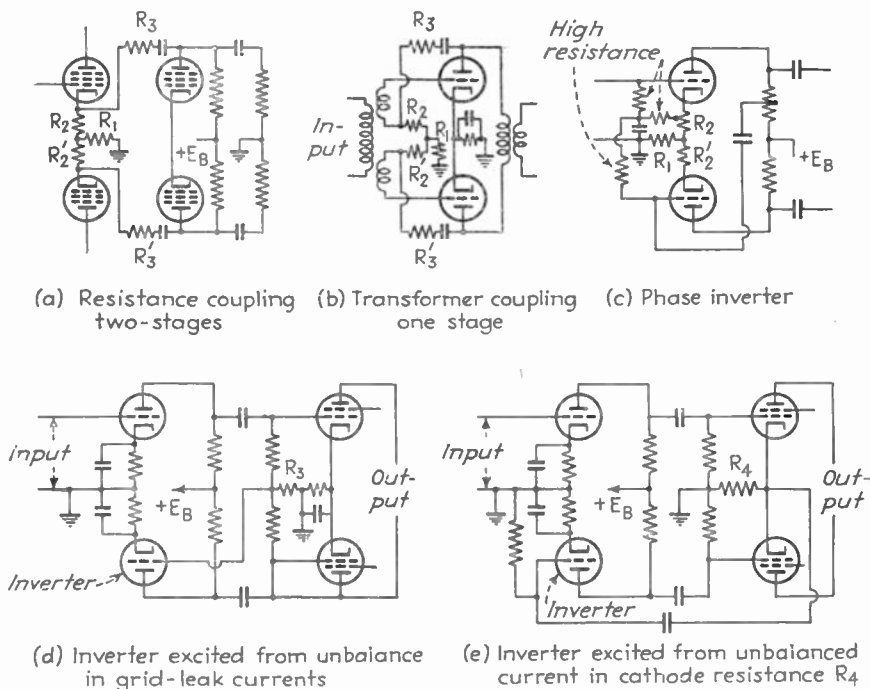 R3
R2
R1
R2'
+EB
R3'
(a) Resistance coupling
two-stages
R3
In-
put
R2
R1
R2'
R3'
(b) Transformer coupling
one stage
High
resistance
R2
R1
R2'
+EB
(c) Phase inverter
input
+EB
R3
Out-
put
Inverter
(d) Inverter excited from unbalance
in grid-leak currents
Input
+EB
R4
Out-
put
Inverter
(e) Inverter excited from unbalanced
current in cathode resistance R4